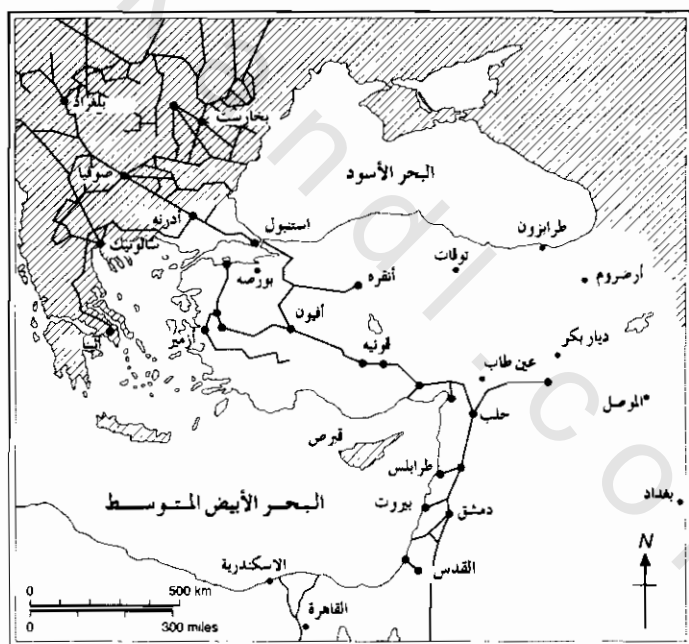 بلغراد
بخارست
صوفيا
البحر الأسود
أدرنه
استنبول
طرابزون
سالونيك
توقات
بورصه
أنقره
أرضروم
أفيون
أزمير
ديار بكر
قونيه
عين طاب
الموصل
حلب
قبرص
طرابلس
البحر الأبيض المتوسط
بيروت
دمشق
بغداد
القدس
الاسكندرية
N
0 500 km
القاهرة
0 300 miles